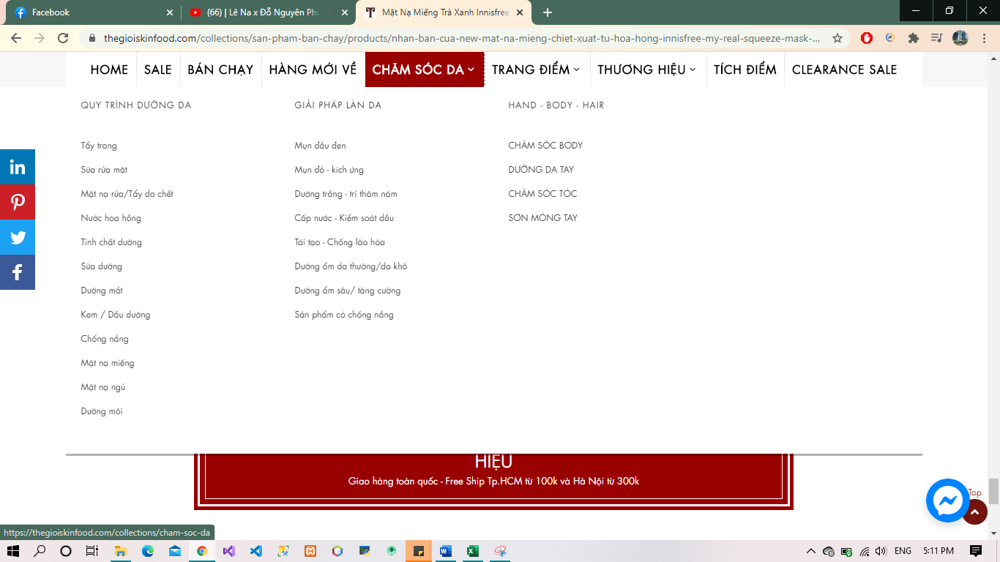 Facebook
(66) | Lê Na x Đỗ Nguyên Ph
Mặt Nạ Miếng Trà Xanh Innisfree
thegioiskinfood.com/collections/san-pham-ban-chay/products/nhan-ban-cua-new-mat-na-mieng-chiet-xuat-tu-hoa-hong-innisfree-my-real-squeeze-mask-...
HOME SALE BÁN CHẠY HÀNG MỚI VỀ CHĂM SÓC DA TRANG ĐIỂM THƯƠNG HIỆU TÍCH ĐIỂM CLEARANCE SALE
QUY TRÌNH DƯỠNG DA
Tẩy trang
Sữa rửa mặt
Mặt nạ rửa/Tẩy da chết
Nước hoa hồng
Tinh chất dưỡng
Sữa dưỡng
Dưỡng mắt
Kem / Dầu dưỡng
Chống nắng
Mặt nạ miếng
Mặt nạ ngủ
Dưỡng môi
GIẢI PHÁP LÀN DA
Mụn đầu đen
Mụn đỏ - kích ứng
Dưỡng trắng - trị thâm nám
Cấp nước - Kiểm soát dầu
Tái tạo - Chống lão hóa
Dưỡng ẩm da thường/da khô
Dưỡng ẩm sâu/ tăng cường
Sản phẩm có chống nắng
HAND - BODY - HAIR
CHĂM SÓC BODY
DƯỠNG DA TAY
CHĂM SÓC TÓC
SƠN MÓNG TAY
HIỆU
Giao hàng toàn quốc - Free Ship Tp.HCM từ 100k và Hà Nội từ 300k
Top
https://thegioiskinfood.com/collections/cham-soc-da
ENG
5:11 PM